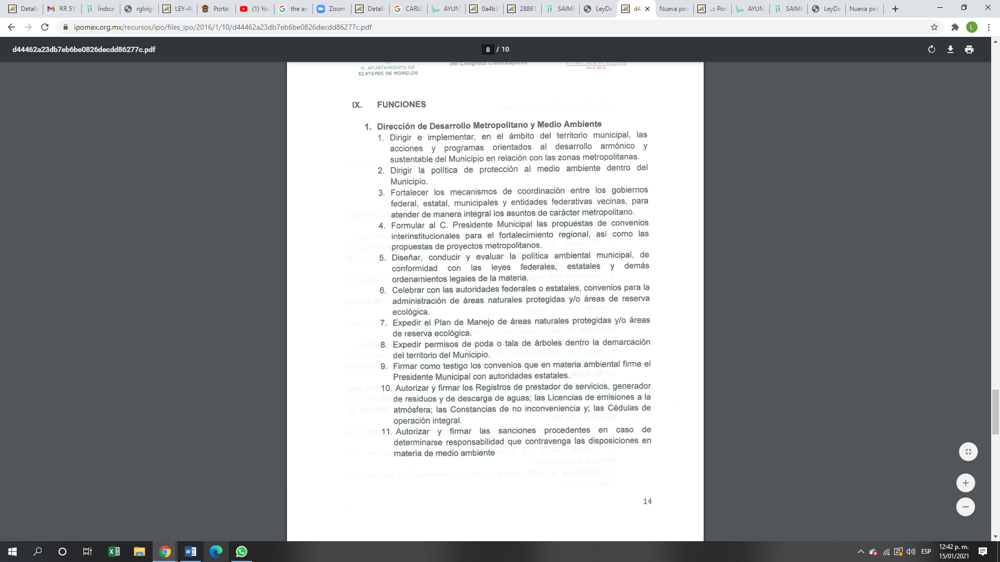 Detall
RR 513
Índice
rglvig4
LEY-46
Portal
(1) You
the am
Zoom
Detall
CARLO
AYUN
0a4b3
28861
SAIME
LeyDe
d4
Nueva pes
..:: Por
AYUN
SAIME
LeyDe
Nueva pes
ipomex.org.mx/recursos/ipo/files_ipo/2016/1/10/d44462a23db7eb6be0826decdd86277c.pdf
L
d44462a23db7eb6be0826decdd86277c.pdf
8 / 10
H. AYUNTAMIENTO DE
ECATEPEC DE MORELOS
del Congreso Constituyente
IX. FUNCIONES
1. Dirección de Desarrollo Metropolitano y Medio Ambiente
1. Dirigir e implementar, en el ámbito del territorio municipal, las
acciones y programas orientados al desarrollo armónico y
sustentable del Municipio en relación con las zonas metropolitanas.
2. Dirigir la política de protección al medio ambiente dentro del
Municipio.
3. Fortalecer los mecanismos de coordinación entre los gobiernos
federal, estatal, municipales y entidades federativas vecinas, para
atender de manera integral los asuntos de carácter metropolitano.
4. Formular al C. Presidente Municipal las propuestas de convenios
interinstitucionales para el fortalecimiento regional, así como las
propuestas de proyectos metropolitanos.
5. Diseñar, conducir y evaluar la política ambiental municipal, de
conformidad con las leyes federales, estatales y demás
ordenamientos legales de la materia.
6. Celebrar con las autoridades federales o estatales, convenios para la
administración de áreas naturales protegidas y/o áreas de reserva
ecológica.
7. Expedir el Plan de Manejo de áreas naturales protegidas y/o áreas
de reserva ecológica.
8. Expedir permisos de poda o tala de árboles dentro la demarcación
del territorio del Municipio.
9. Firmar como testigo los convenios que en materia ambiental firme el
Presidente Municipal con autoridades estatales.
10. Autorizar y firmar los Registros de prestador de servicios, generador
de residuos y de descarga de aguas; las Licencias de emisiones a la
atmósfera; las Constancias de no inconveniencia y; las Cédulas de
operación integral.
11. Autorizar y firmar las sanciones procedentes en caso de
determinarse responsabilidad que contravenga las disposiciones en
materia de medio ambiente
14
ESP
12:42 p. m.
15/01/2021